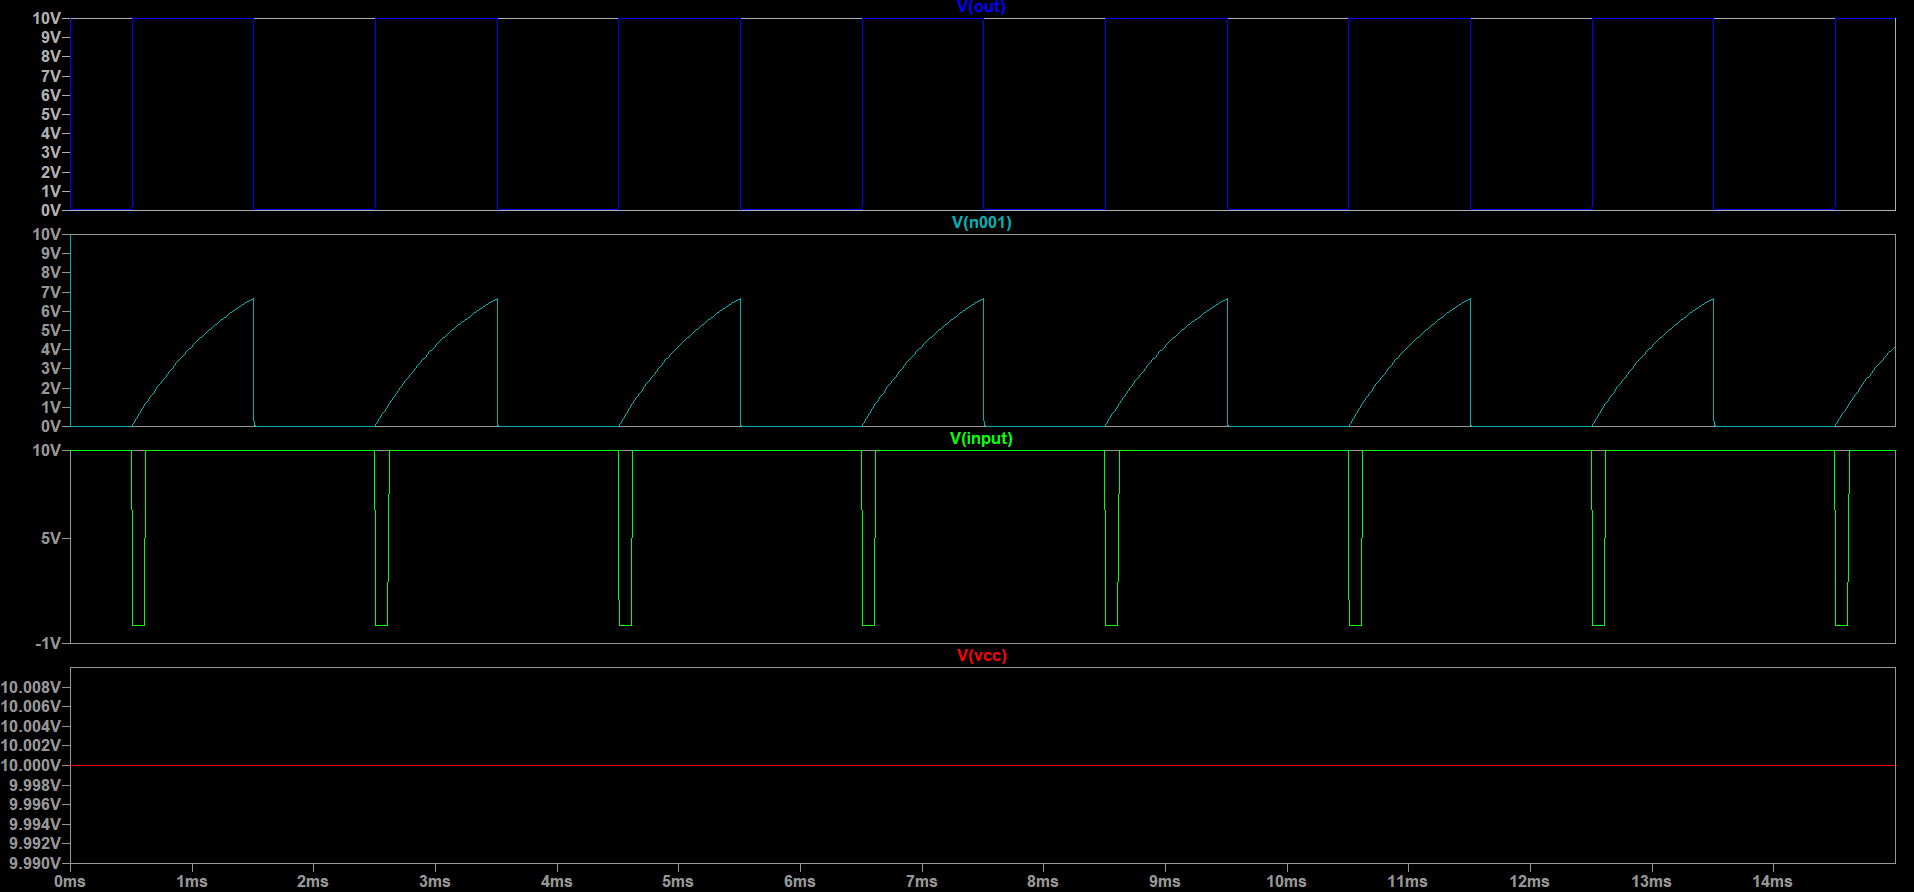 V(out)
10V
9V
8V
7V
6V
5V
4V
3V
2V
1V
0V
V(n001)
10V
9V
8V
7V
6V
5V
4V
3V
2V
1V
0V
V(input)
10V
5V
-1V
V(vcc)
10.008V
10.006V
10.004V
10.002V
10.000V
9.998V
9.996V
9.994V
9.992V
9.990V
0ms 1ms 2ms 3ms 4ms 5ms 6ms 7ms 8ms 9ms 10ms 11ms 12ms 13ms 14ms